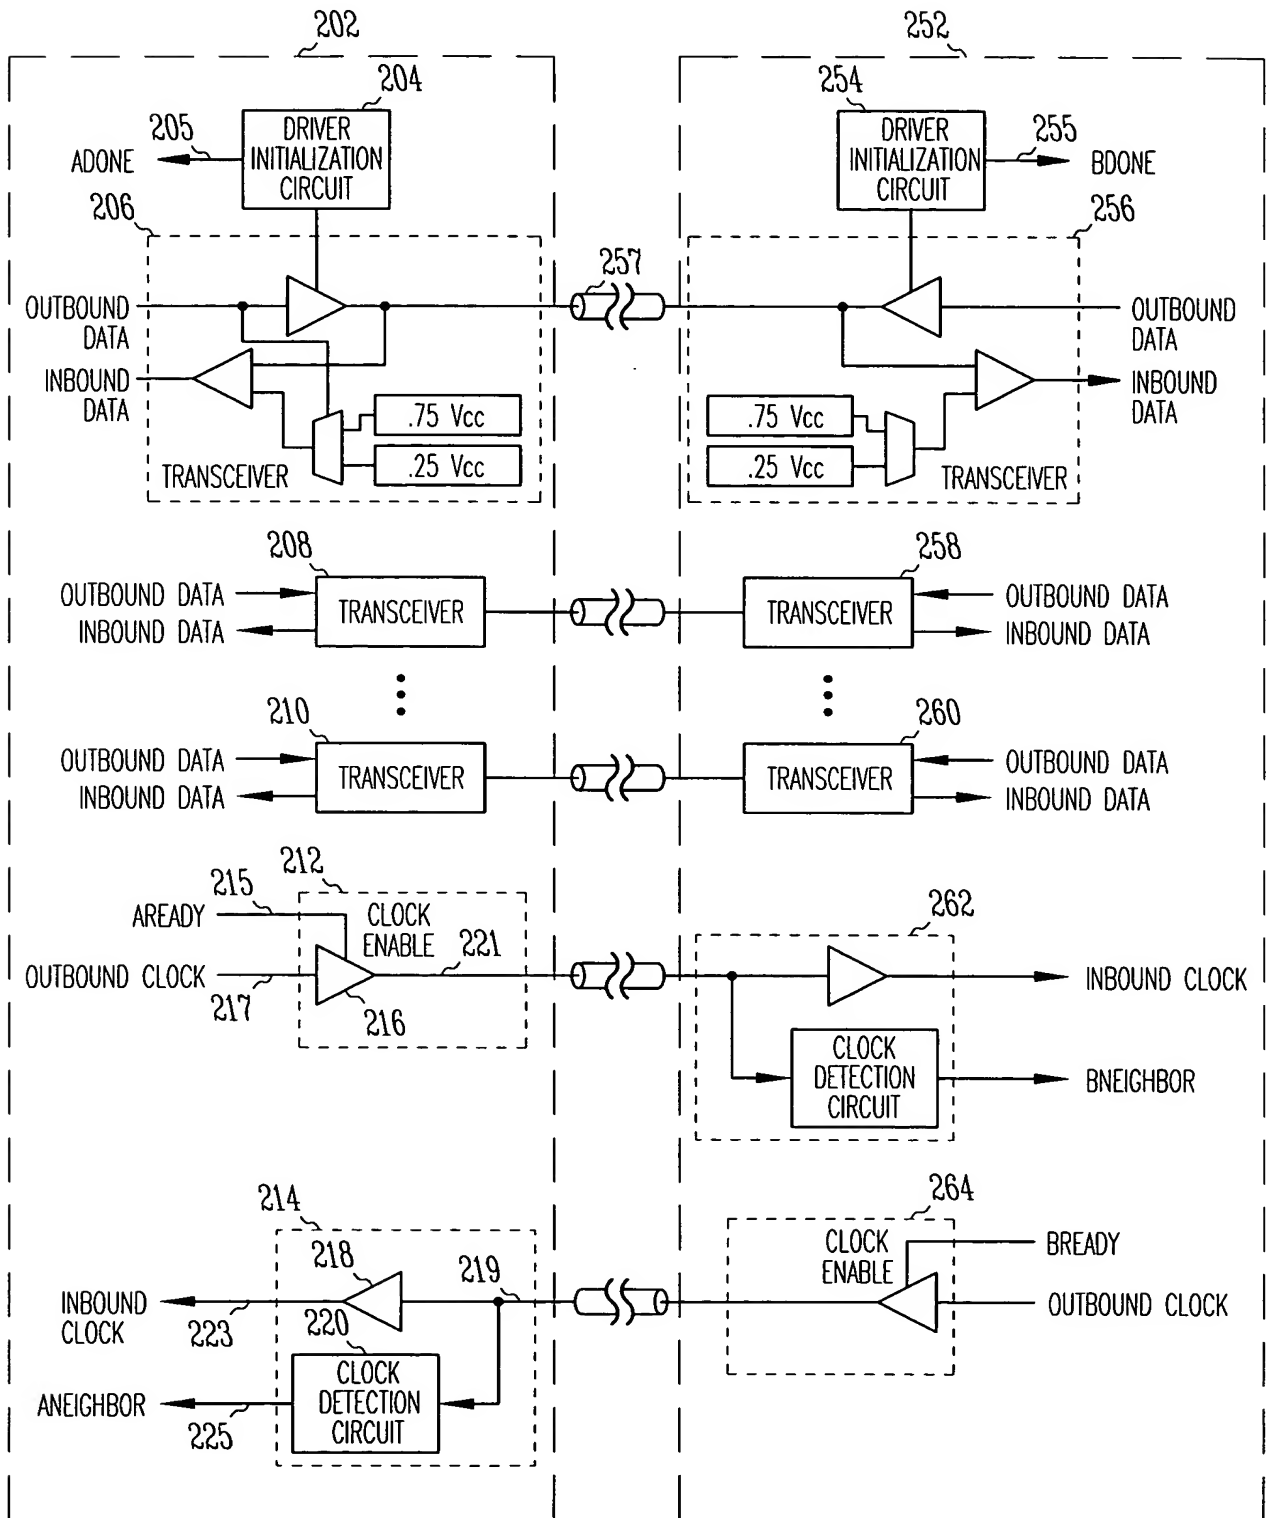 202
252
204
254
205
DRIVER
INITIALIZATION
CIRCUIT
ADONE
DRIVER
INITIALIZATION
CIRCUIT
255
BDONE
206
256
257
OUTBOUND
DATA
OUTBOUND
DATA
INBOUND
DATA
INBOUND
DATA
.75 Vcc
.25 Vcc
TRANSCEIVER
.75 Vcc
.25 Vcc
TRANSCEIVER
208
258
OUTBOUND DATA
INBOUND DATA
TRANSCEIVER
TRANSCEIVER
OUTBOUND DATA
INBOUND DATA
210
260
OUTBOUND DATA
INBOUND DATA
TRANSCEIVER
TRANSCEIVER
OUTBOUND DATA
INBOUND DATA
212
215
AREADY
CLOCK
ENABLE
221
262
OUTBOUND CLOCK
217
216
INBOUND CLOCK
CLOCK
DETECTION
CIRCUIT
BNEIGHBOR
214
264
218
219
CLOCK
ENABLE
BREADY
INBOUND
CLOCK
223
220
OUTBOUND CLOCK
CLOCK
DETECTION
CIRCUIT
ANEIGHBOR
225